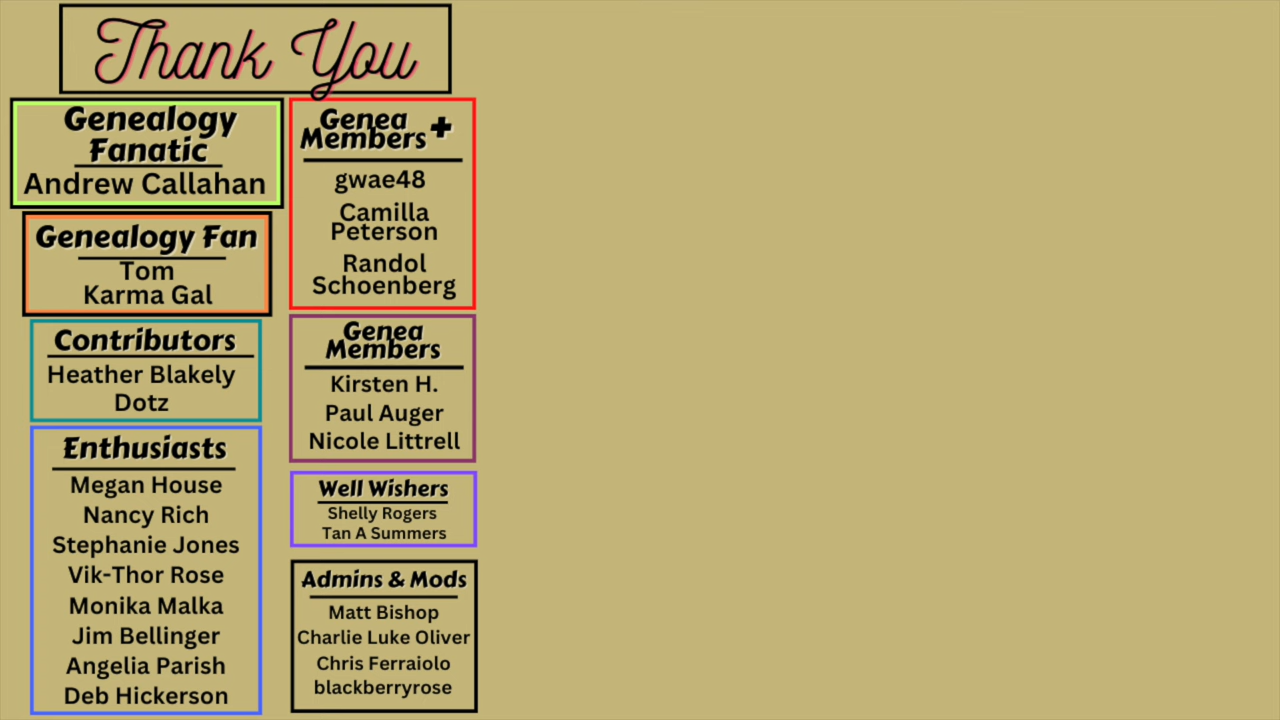 Thank You
Genealogy
Fanatic
Andrew Callahan
Genealogy Fan
Tom
Karma Gal
Contributors
Heather Blakely
Dotz
Enthusiasts
Megan House
Nancy Rich
Stephanie Jones
Vik-Thor Rose
Monika Malka
Jim Bellinger
Angelia Parish
Deb Hickerson
Genea
Members +
gwae48
Camilla
Peterson
Randol
Schoenberg
Genea
Members
Kirsten H.
Paul Auger
Nicole Littrell
Well Wishers
Shelly Rogers
Tan A Summers
Admins & Mods
Matt Bishop
Charlie Luke Oliver
Chris Ferraiolo
blackberryrose